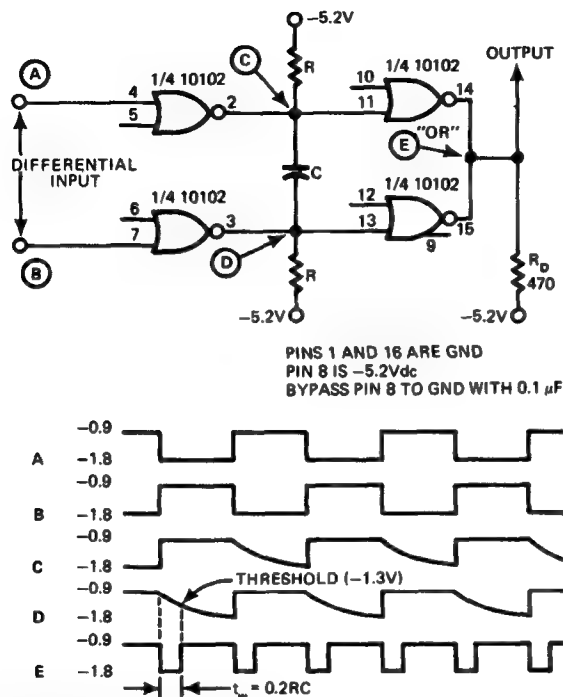 −5.2V
OUTPUT
A
C
R
1/4 10102
1/4 10102
4
5
2
10
11
14
"OR"
E
DIFFERENTIAL
INPUT
C
1/4 10102
1/4 10102
6
7
3
12
13
15
9
B
D
R
R_D
470
−5.2V
−5.2V
PINS 1 AND 16 ARE GND
PIN 8 IS −5.2Vdc
BYPASS PIN 8 TO GND WITH 0.1 μF
−0.9
A
−1.8
−0.9
B
−1.8
−0.9
C
−1.8
−0.9
THRESHOLD (−1.3V)
D
−1.8
−0.9
E
−1.8
= 0.2RC